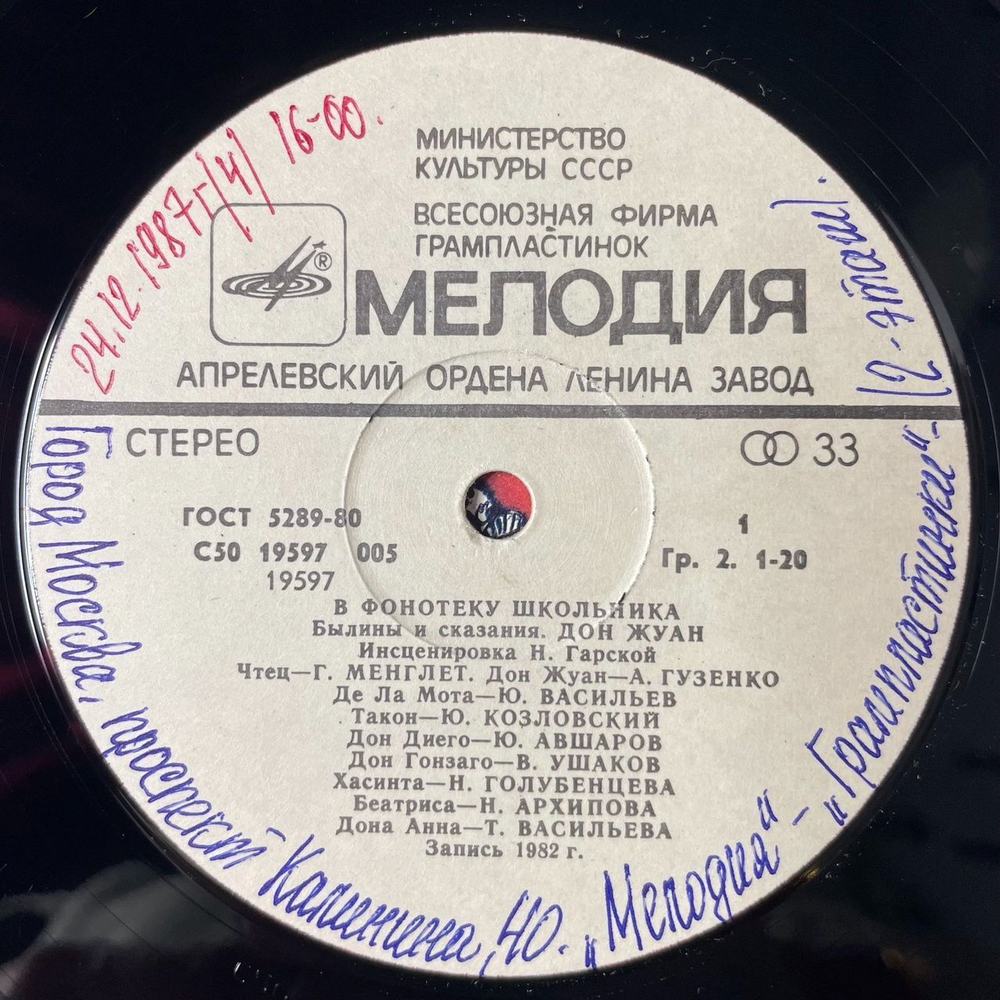 24.12.1987г. (4) 16-00.
МИНИСТЕРСТВО
КУЛЬТУРЫ СССР
ВСЕСОЮЗНАЯ ФИРМА
ГРАМПЛАСТИНОК
®
МЕЛОДИЯ
АПРЕЛЕВСКИЙ ОРДЕНА ЛЕНИНА ЗАВОД
СТЕРЕО
33
ГОСТ 5289-80
1
С50 19597 005
Гр. 2. 1-20
19597
В ФОНОТЕКУ ШКОЛЬНИКА
Былины и сказания. ДОН ЖУАН
Инсценировка Н. Гарской
Чтец—Г. МЕНГЛЕТ. Дон Жуан—А. ГУЗЕНКО
Де Ла Мота—Ю. ВАСИЛЬЕВ
Такон—Ю. КОЗЛОВСКИЙ
Дон Диего—Ю. АВШАРОВ
Дон Гонзаго—В. УШАКОВ
Хасинта—Н. ГОЛУБЕНЦЕВА
Беатриса—Н. АРХИПОВА
Дона Анна—Т. ВАСИЛЬЕВА
Запись 1982 г.
Город Москва, проспект Калинина, 40. „Мелодия“ – „Грампластинки“ – (2-этаж).